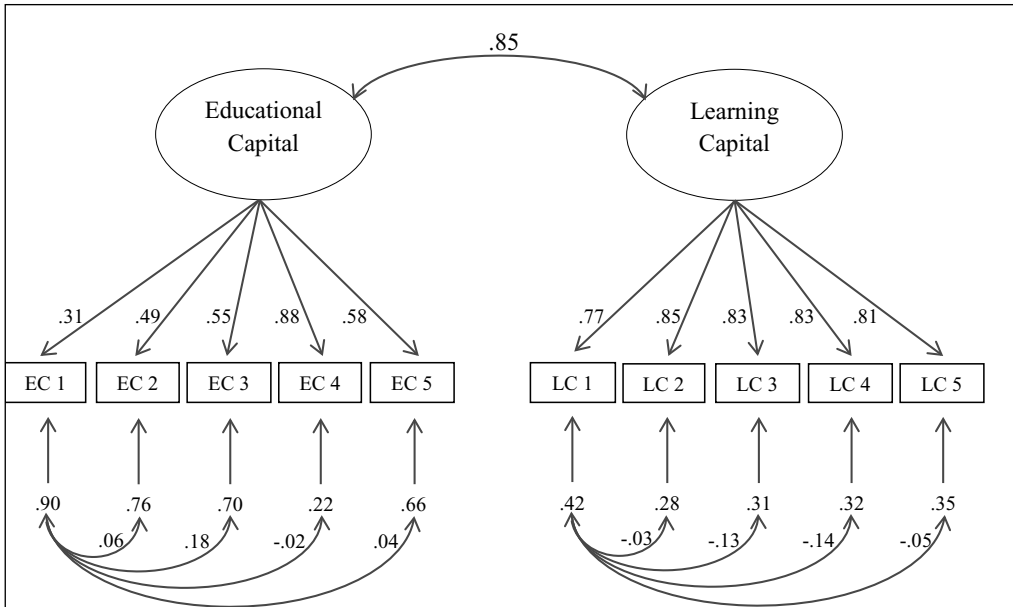 .85
Educational
Capital
Learning
Capital
.31 .49 .55 .88 .58
.77 .85 .83 .83 .81
EC 1 EC 2 EC 3 EC 4 EC 5
LC 1 LC 2 LC 3 LC 4 LC 5
.90 .76 .70 .22 .66
.42 .28 .31 .32 .35
.06 .18 -.02 .04
-.03 -.13 -.14 -.05